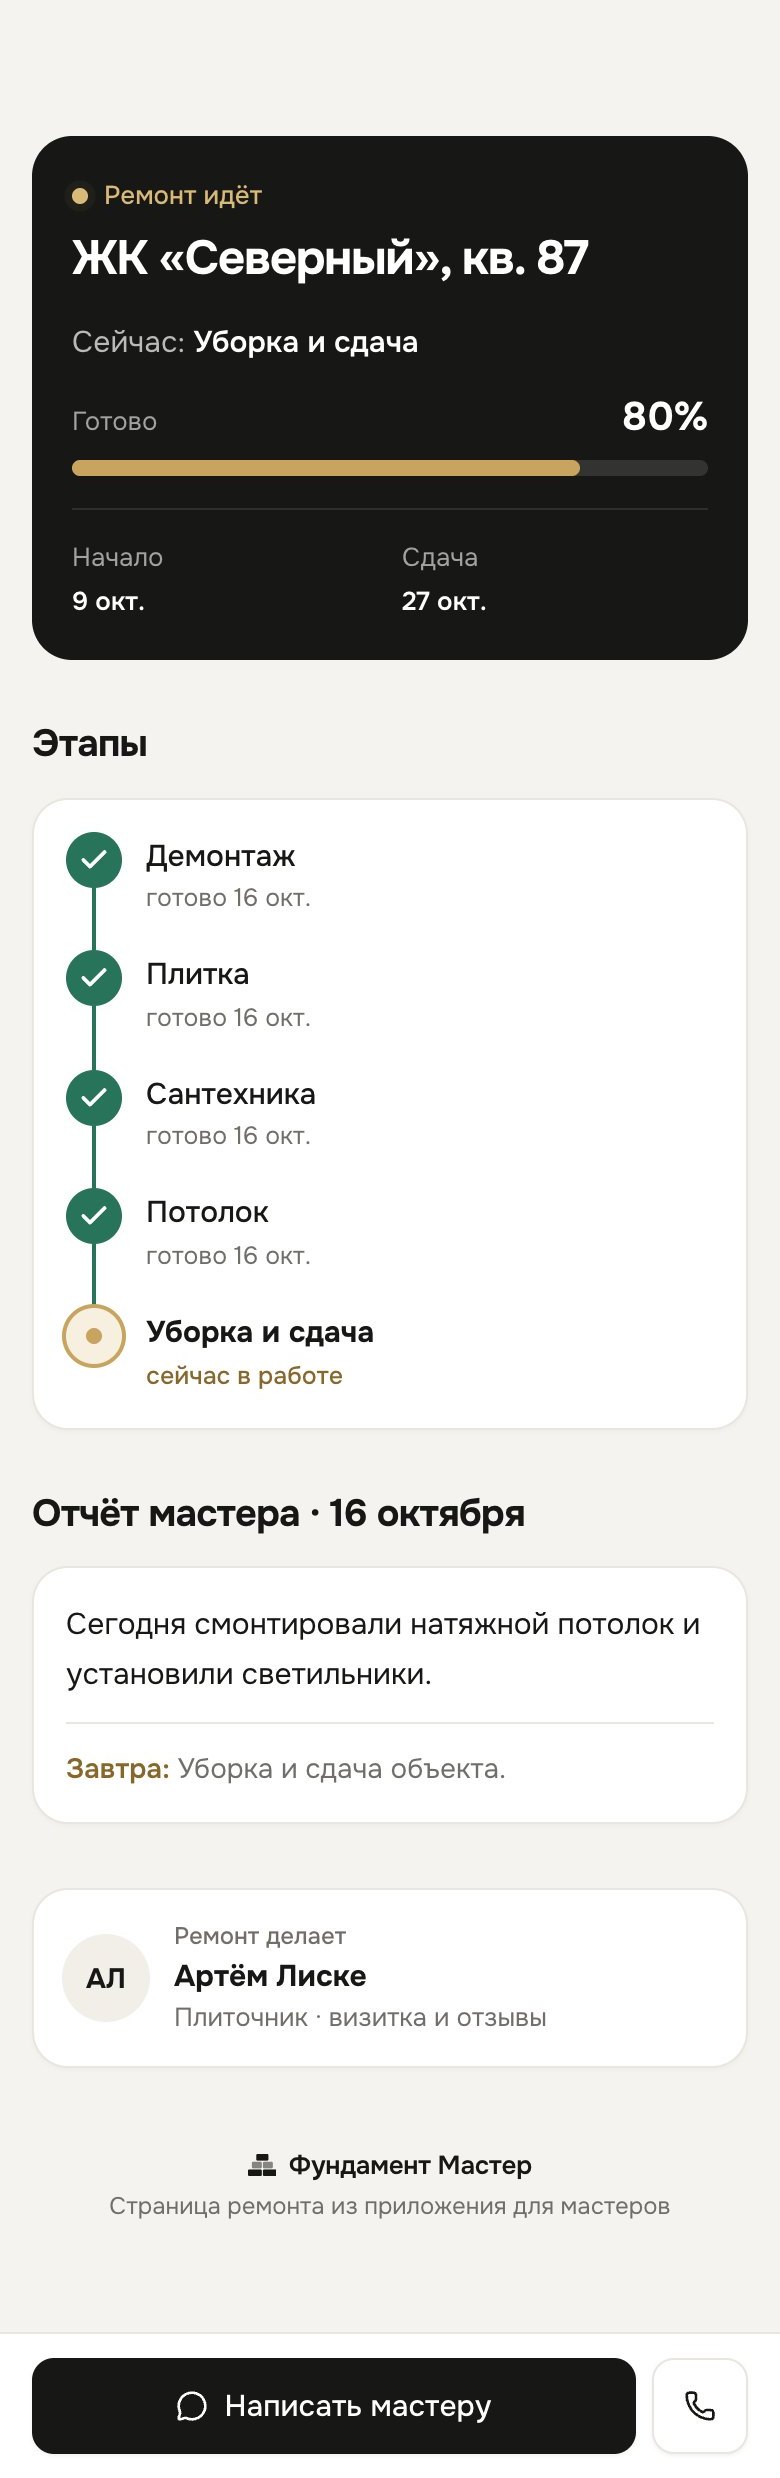 Ремонт идёт
ЖК «Северный», кв. 87
Сейчас: Уборка и сдача
Готово 80%
Начало Сдача
9 окт. 27 окт.
Этапы
Демонтаж
готово 16 окт.
Плитка
готово 16 окт.
Сантехника
готово 16 окт.
Потолок
готово 16 окт.
Уборка и сдача
сейчас в работе
Отчёт мастера · 16 октября
Сегодня смонтировали натяжной потолок и
установили светильники.
Завтра: Уборка и сдача объекта.
АЛ
Ремонт делает
Артём Лиске
Плиточник · визитка и отзывы
Фундамент Мастер
Страница ремонта из приложения для мастеров
Написать мастеру